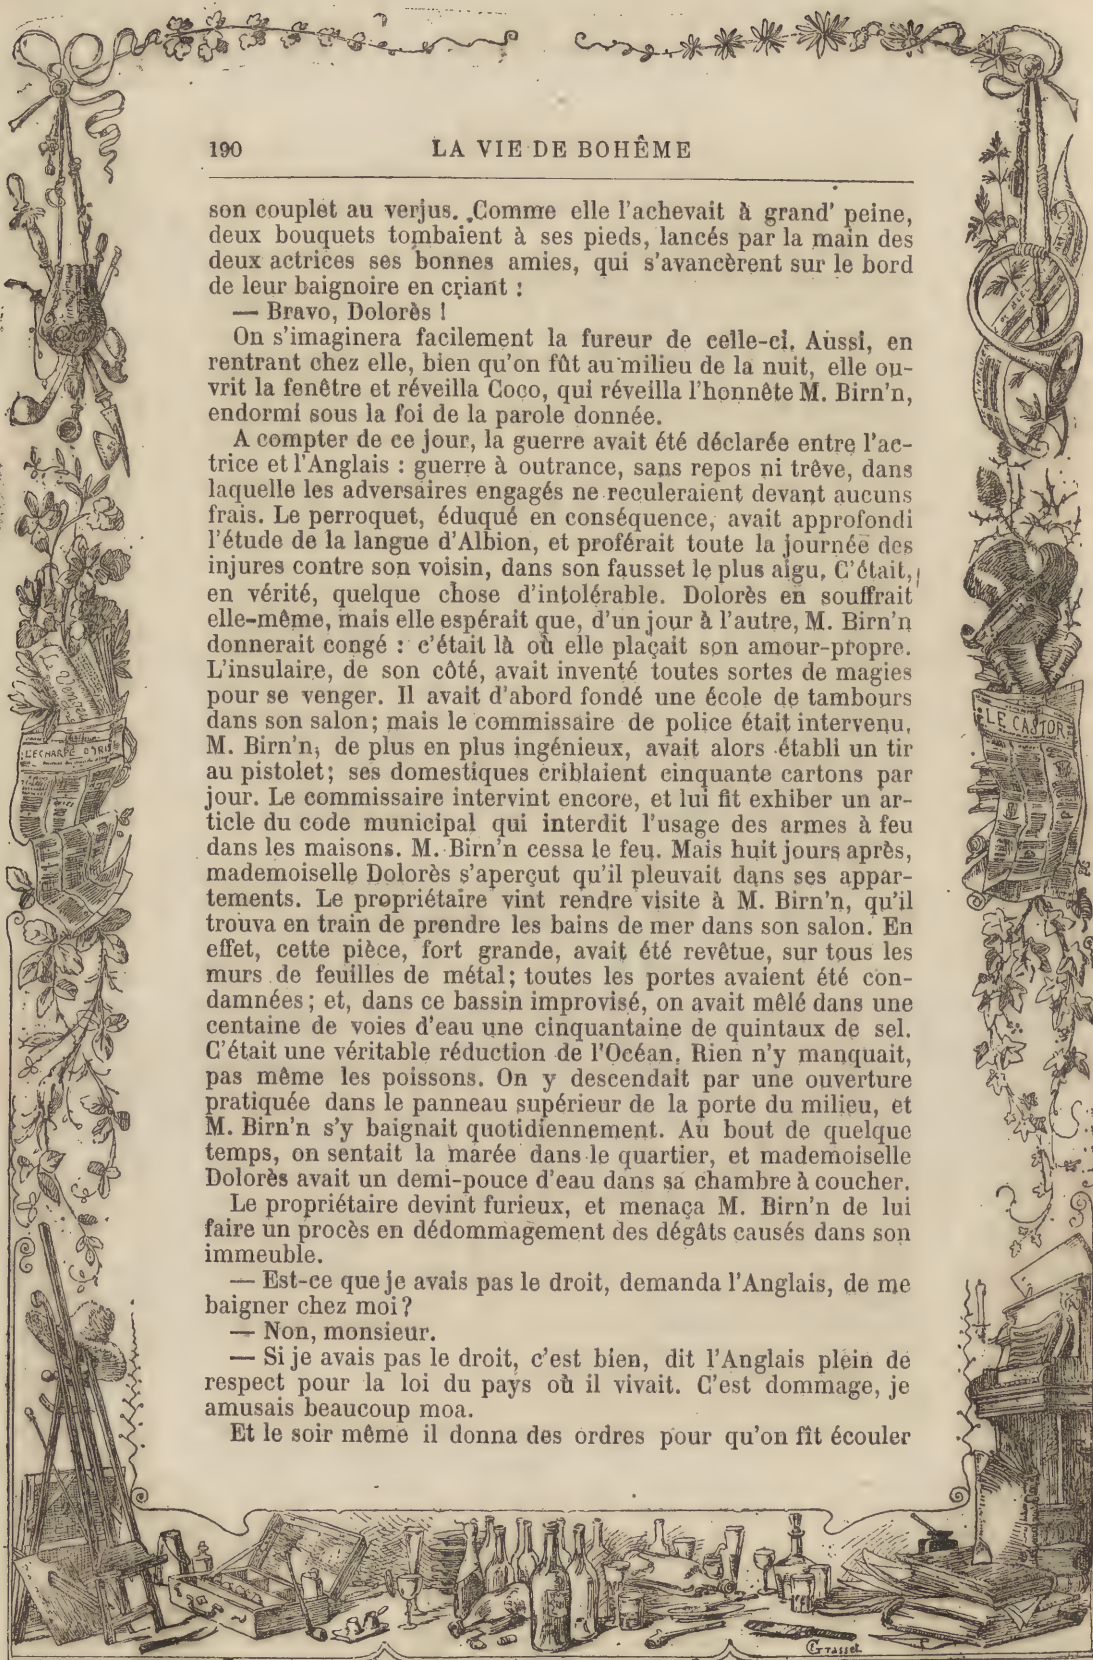 190 LA VIE DE BOHÊME
son couplet au verjus. Comme elle l'achevait à grand' peine,
deux bouquets tombaient à ses pieds, lancés par la main des
deux actrices ses bonnes amies, qui s'avancèrent sur le bord
de leur baignoire en criant :
— Bravo, Dolorès !
On s'imaginera facilement la fureur de celle-ci. Aussi, en
rentrant chez elle, bien qu'on fût au milieu de la nuit, elle ou-
vrit la fenêtre et réveilla Coco, qui réveilla l'honnête M. Birn'n,
endormi sous la foi de la parole donnée.
A compter de ce jour, la guerre avait été déclarée entre l'ac-
trice et l'Anglais : guerre à outrance, sans repos ni trêve, dans
laquelle les adversaires engagés ne reculeraient devant aucuns
frais. Le perroquet, éduqué en conséquence, avait approfondi
l'étude de la langue d'Albion, et proférait toute la journée des
injures contre son voisin, dans son fausset le plus aigu. C'était,
en vérité, quelque chose d'intolérable. Dolorès en souffrait
elle-même, mais elle espérait que, d'un jour à l'autre, M. Birn'n
donnerait congé : c'était là où elle plaçait son amour-propre.
L'insulaire, de son côté, avait inventé toutes sortes de magies
pour se venger. Il avait d'abord fondé une école de tambours
dans son salon; mais le commissaire de police était intervenu.
M. Birn'n, de plus en plus ingénieux, avait alors établi un tir
au pistolet; ses domestiques criblaient cinquante cartons par
jour. Le commissaire intervint encore, et lui fit exhiber un ar-
ticle du code municipal qui interdit l'usage des armes à feu
dans les maisons. M. Birn'n cessa le feu. Mais huit jours après,
mademoiselle Dolorès s'aperçut qu'il pleuvait dans ses appar-
tements. Le propriétaire vint rendre visite à M. Birn'n, qu'il
trouva en train de prendre les bains de mer dans son salon. En
effet, cette pièce, fort grande, avait été revêtue, sur tous les
murs de feuilles de métal; toutes les portes avaient été con-
damnées; et, dans ce bassin improvisé, on avait mêlé dans une
centaine de voies d'eau une cinquantaine de quintaux de sel.
C'était une véritable réduction de l'Océan. Rien n'y manquait,
pas même les poissons. On y descendait par une ouverture
pratiquée dans le panneau supérieur de la porte du milieu, et
M. Birn'n s'y baignait quotidiennement. Au bout de quelque
temps, on sentait la marée dans le quartier, et mademoiselle
Dolorès avait un demi-pouce d'eau dans sa chambre à coucher.
Le propriétaire devint furieux, et menaça M. Birn'n de lui
faire un procès en dédommagement des dégâts causés dans son
immeuble.
— Est-ce que je avais pas le droit, demanda l'Anglais, de me
baigner chez moi?
— Non, monsieur.
— Si je avais pas le droit, c'est bien, dit l'Anglais plein de
respect pour la loi du pays où il vivait. C'est dommage, je
amusais beaucoup moa.
Et le soir même il donna des ordres pour qu'on fît écouler
L'ECHARPE D'IRIS
LE CASTOR
Grasset